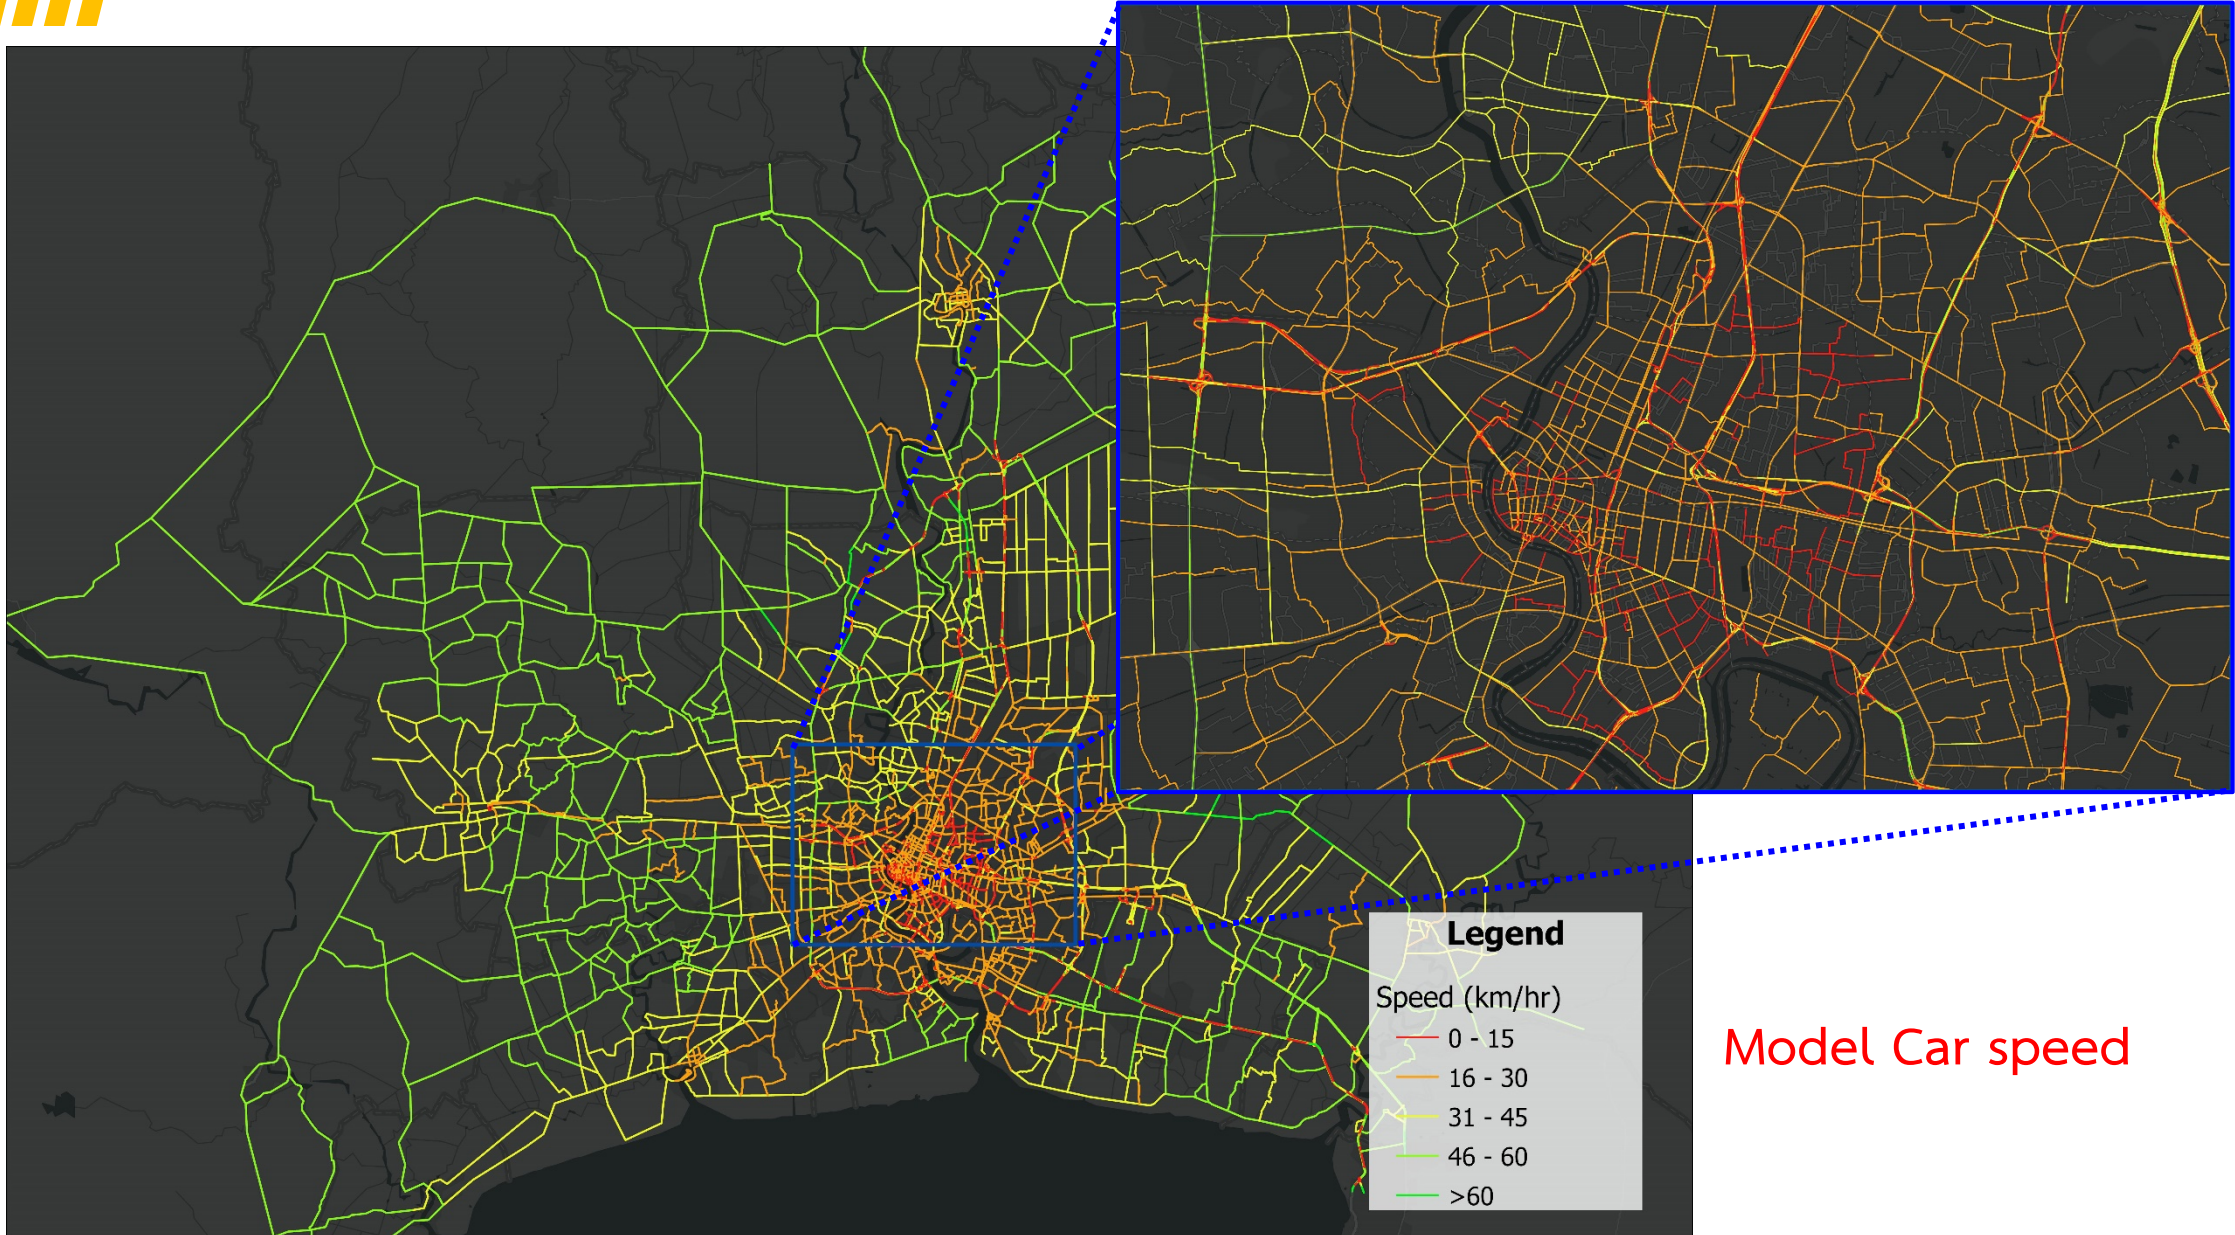 Legend
Speed (km/hr)
0 - 15
16 - 30
31 - 45
46 - 60
>60
Model Car speed